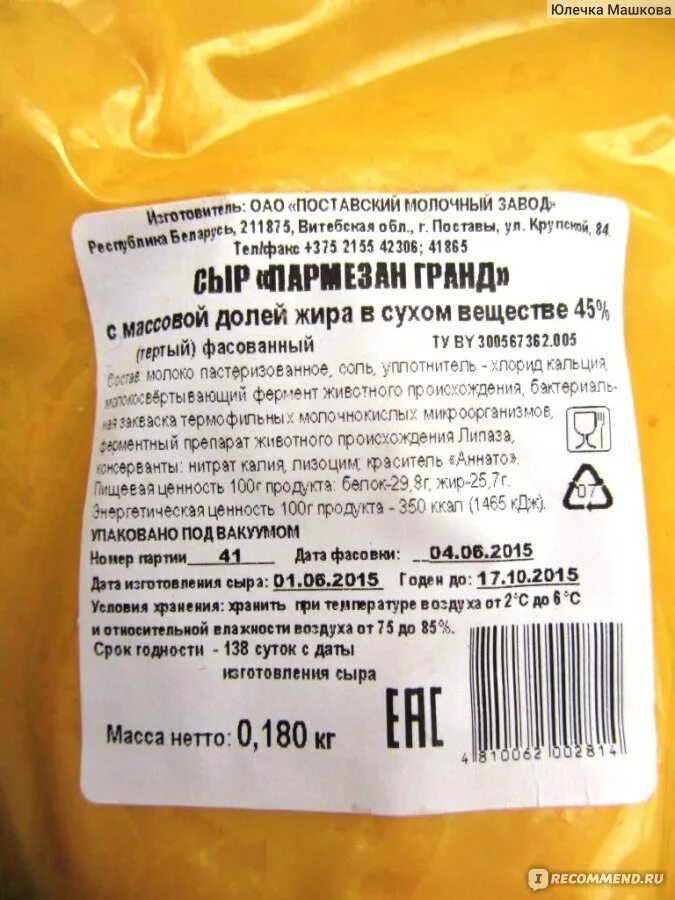 Юлечка Машкова
Изготовитель: ОАО «ПОСТАВСКИЙ МОЛОЧНЫЙ ЗАВОД»
Республика Беларусь, 211875, Витебская обл., г. Поставы, ул. Крупской, 84.
Тел/факс +375 2155 42306; 41865
СЫР «ПАРМЕЗАН ГРАНД»
с массовой долей жира в сухом веществе 45%
(тертый) фасованный ТУ BY 300567362.005
Состав: молоко пастеризованное, соль, уплотнитель - хлорид кальция,
молокосвёртывающий фермент животного происхождения, бактериаль-
ная закваска термофильных молочнокислых микроорганизмов,
ферментный препарат животного происхождения Липаза,
консерванты: нитрат калия, лизоцим; краситель «Аннато».
Пищевая ценность 100г продукта: белок-29,8г, жир-25,7г.
Энергетическая ценность 100г продукта - 350 ккал (1465 кДж).
07
УПАКОВАНО ПОД ВАКУУМОМ
Номер партии 41 Дата фасовки: 04.06.2015
Дата изготовления сыра: 01.06.2015 Годен до: 17.10.2015
Условия хранения: хранить при температуре воздуха от 2°С до 6°С
и относительной влажности воздуха от 75 до 85%.
Срок годности - 138 суток с даты
изготовления сыра
Масса нетто: 0,180 кг
EAC
4 810062 002814
IRECOMMEND.RU